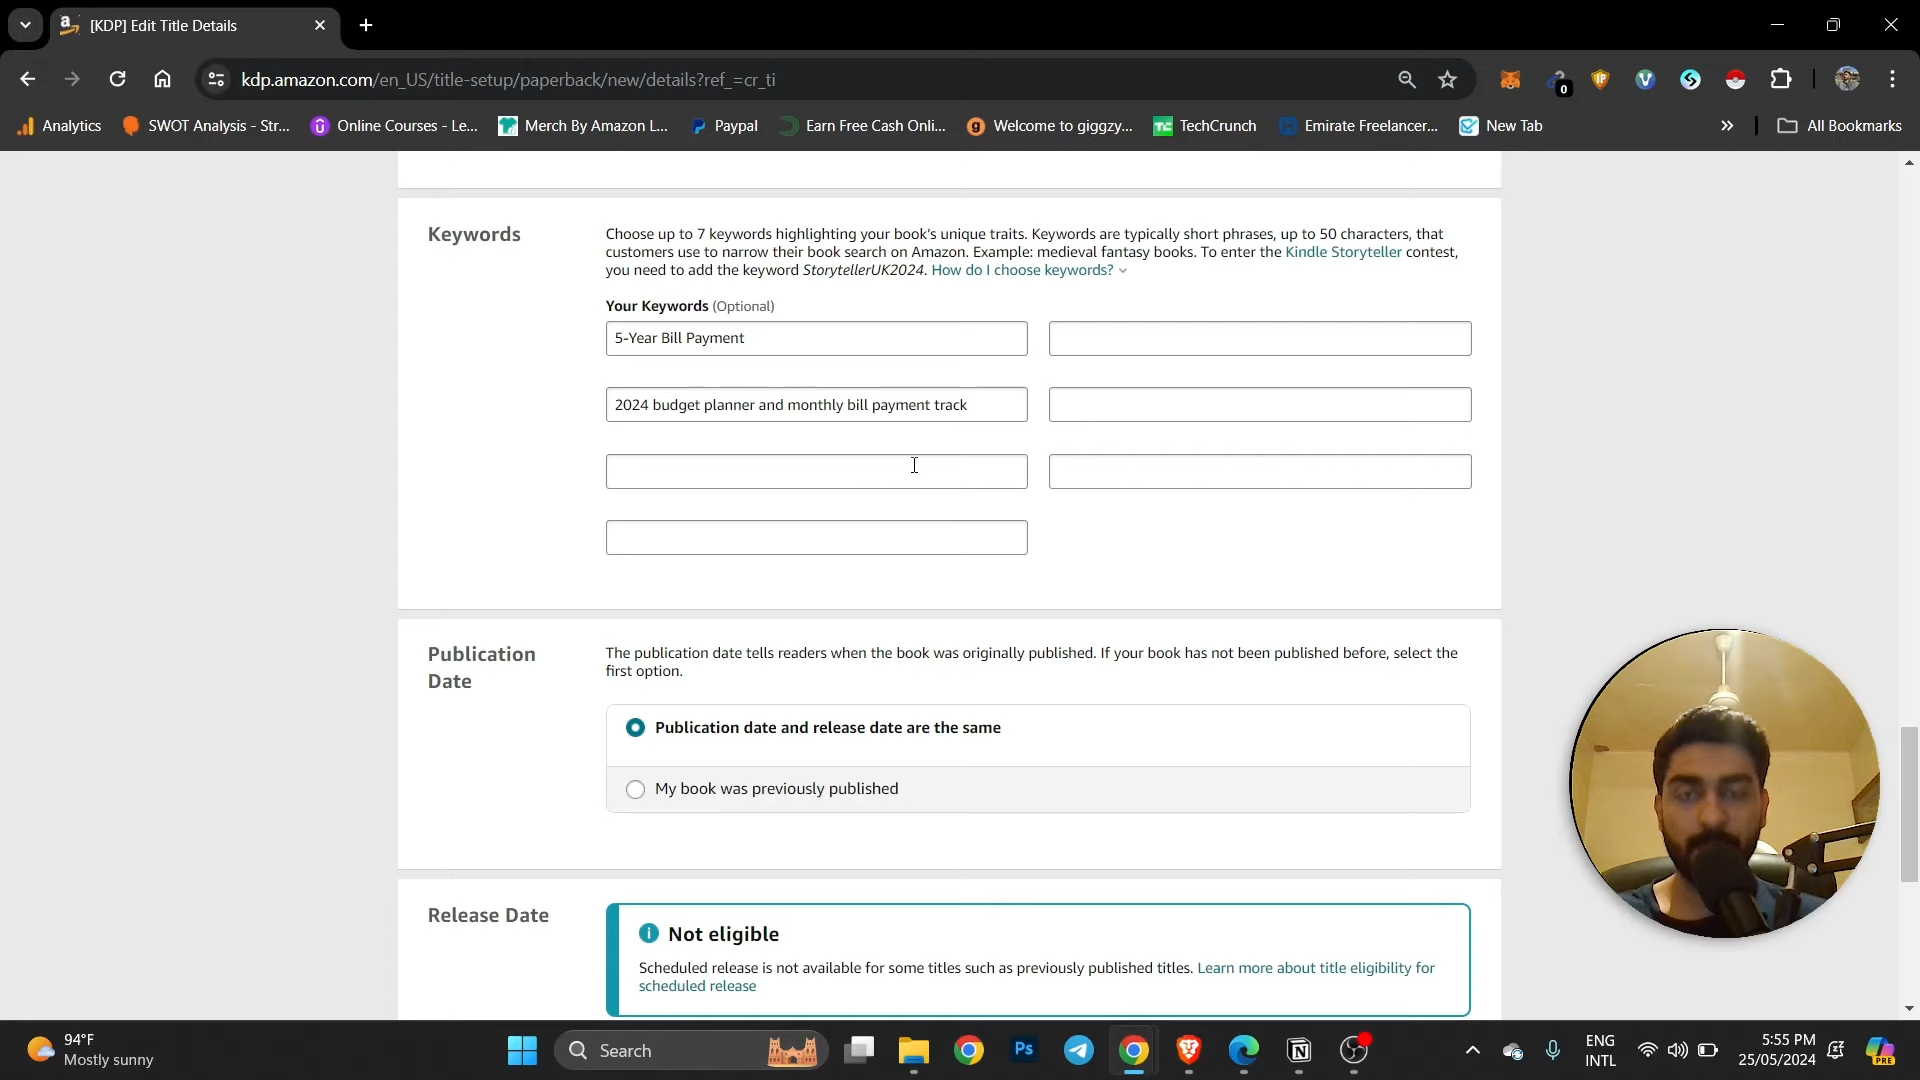 [KDP] Edit Title Details
kdp.amazon.com/en_US/title-setup/paperback/new/details?ref_=cr_ti
0
Analytics
SWOT Analysis - Str...
Online Courses - Le...
Merch By Amazon L...
Paypal
Earn Free Cash Onli...
Welcome to giggzy...
TechCrunch
Emirate Freelancer...
New Tab
All Bookmarks
Keywords
Choose up to 7 keywords highlighting your book's unique traits. Keywords are typically short phrases, up to 50 characters, that
customers use to narrow their book search on Amazon. Example: medieval fantasy books. To enter the Kindle Storyteller contest,
you need to add the keyword StorytellerUK2024. How do I choose keywords?
Your Keywords (Optional)
5-Year Bill Payment
2024 budget planner and monthly bill payment track
Publication
Date
The publication date tells readers when the book was originally published. If your book has not been published before, select the
first option.
Publication date and release date are the same
My book was previously published
Release Date
Not eligible
Scheduled release is not available for some titles such as previously published titles. Learn more about title eligibility for
scheduled release
94°F
Mostly sunny
Search
Ps
ENG
INTL
5:55 PM
25/05/2024
PRE